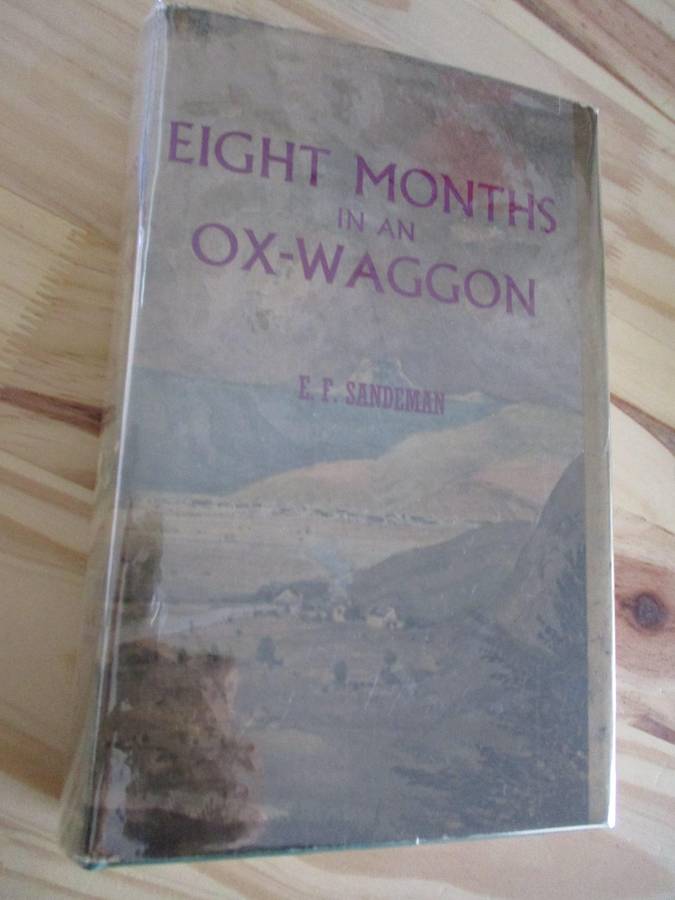 EIGHT MONTHS
IN AN
OX-WAGGON
E. F. SANDEMAN